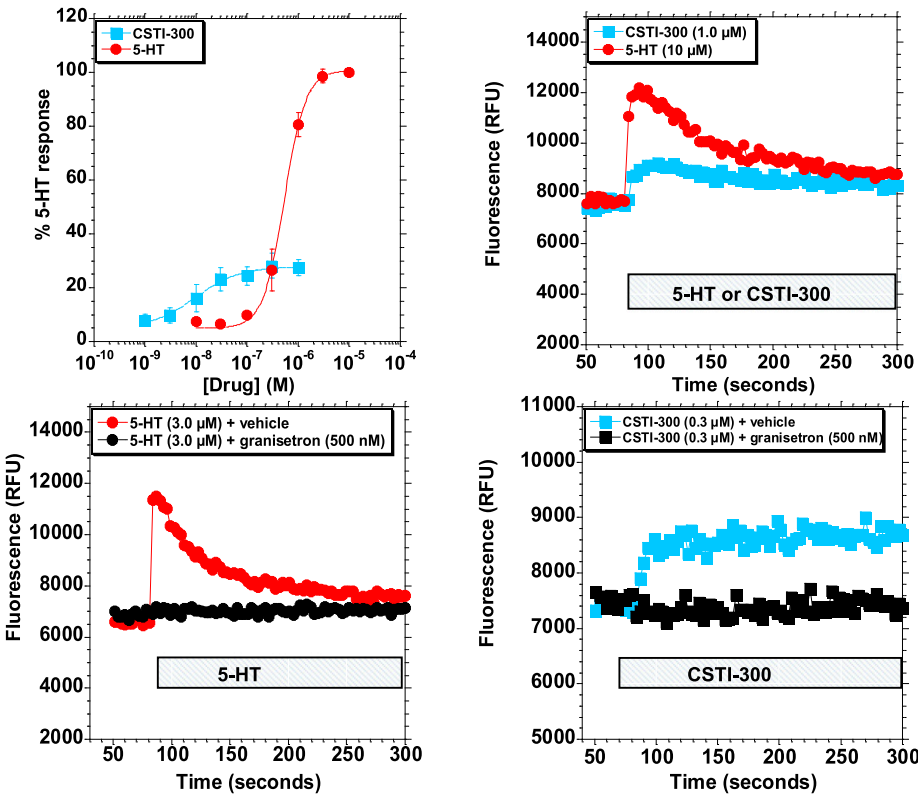 % 5-HT response
120
100
80
60
40
20
0
CSTI-300
5-HT
10-10
10-9
10-8
10-7
10-6
10-5
10-4
[Drug] (M)
Fluorescence (RFU)
14000
12000
10000
8000
6000
4000
2000
CSTI-300 (1.0 µM)
5-HT (10 µM)
5-HT or CSTI-300
50
100
150
200
250
300
Time (seconds)
Fluorescence (RFU)
14000
12000
10000
8000
6000
4000
2000
5-HT (3.0 µM) + vehicle
5-HT (3.0 µM) + granisetron (500 nM)
5-HT
50
100
150
200
250
300
Time (seconds)
Fluorescence (RFU)
11000
10000
9000
8000
7000
6000
5000
CSTI-300 (0.3 µM) + vehicle
CSTI-300 (0.3 µM) + granisetron (500 nM)
CSTI-300
50
100
150
200
250
300
Time (seconds)